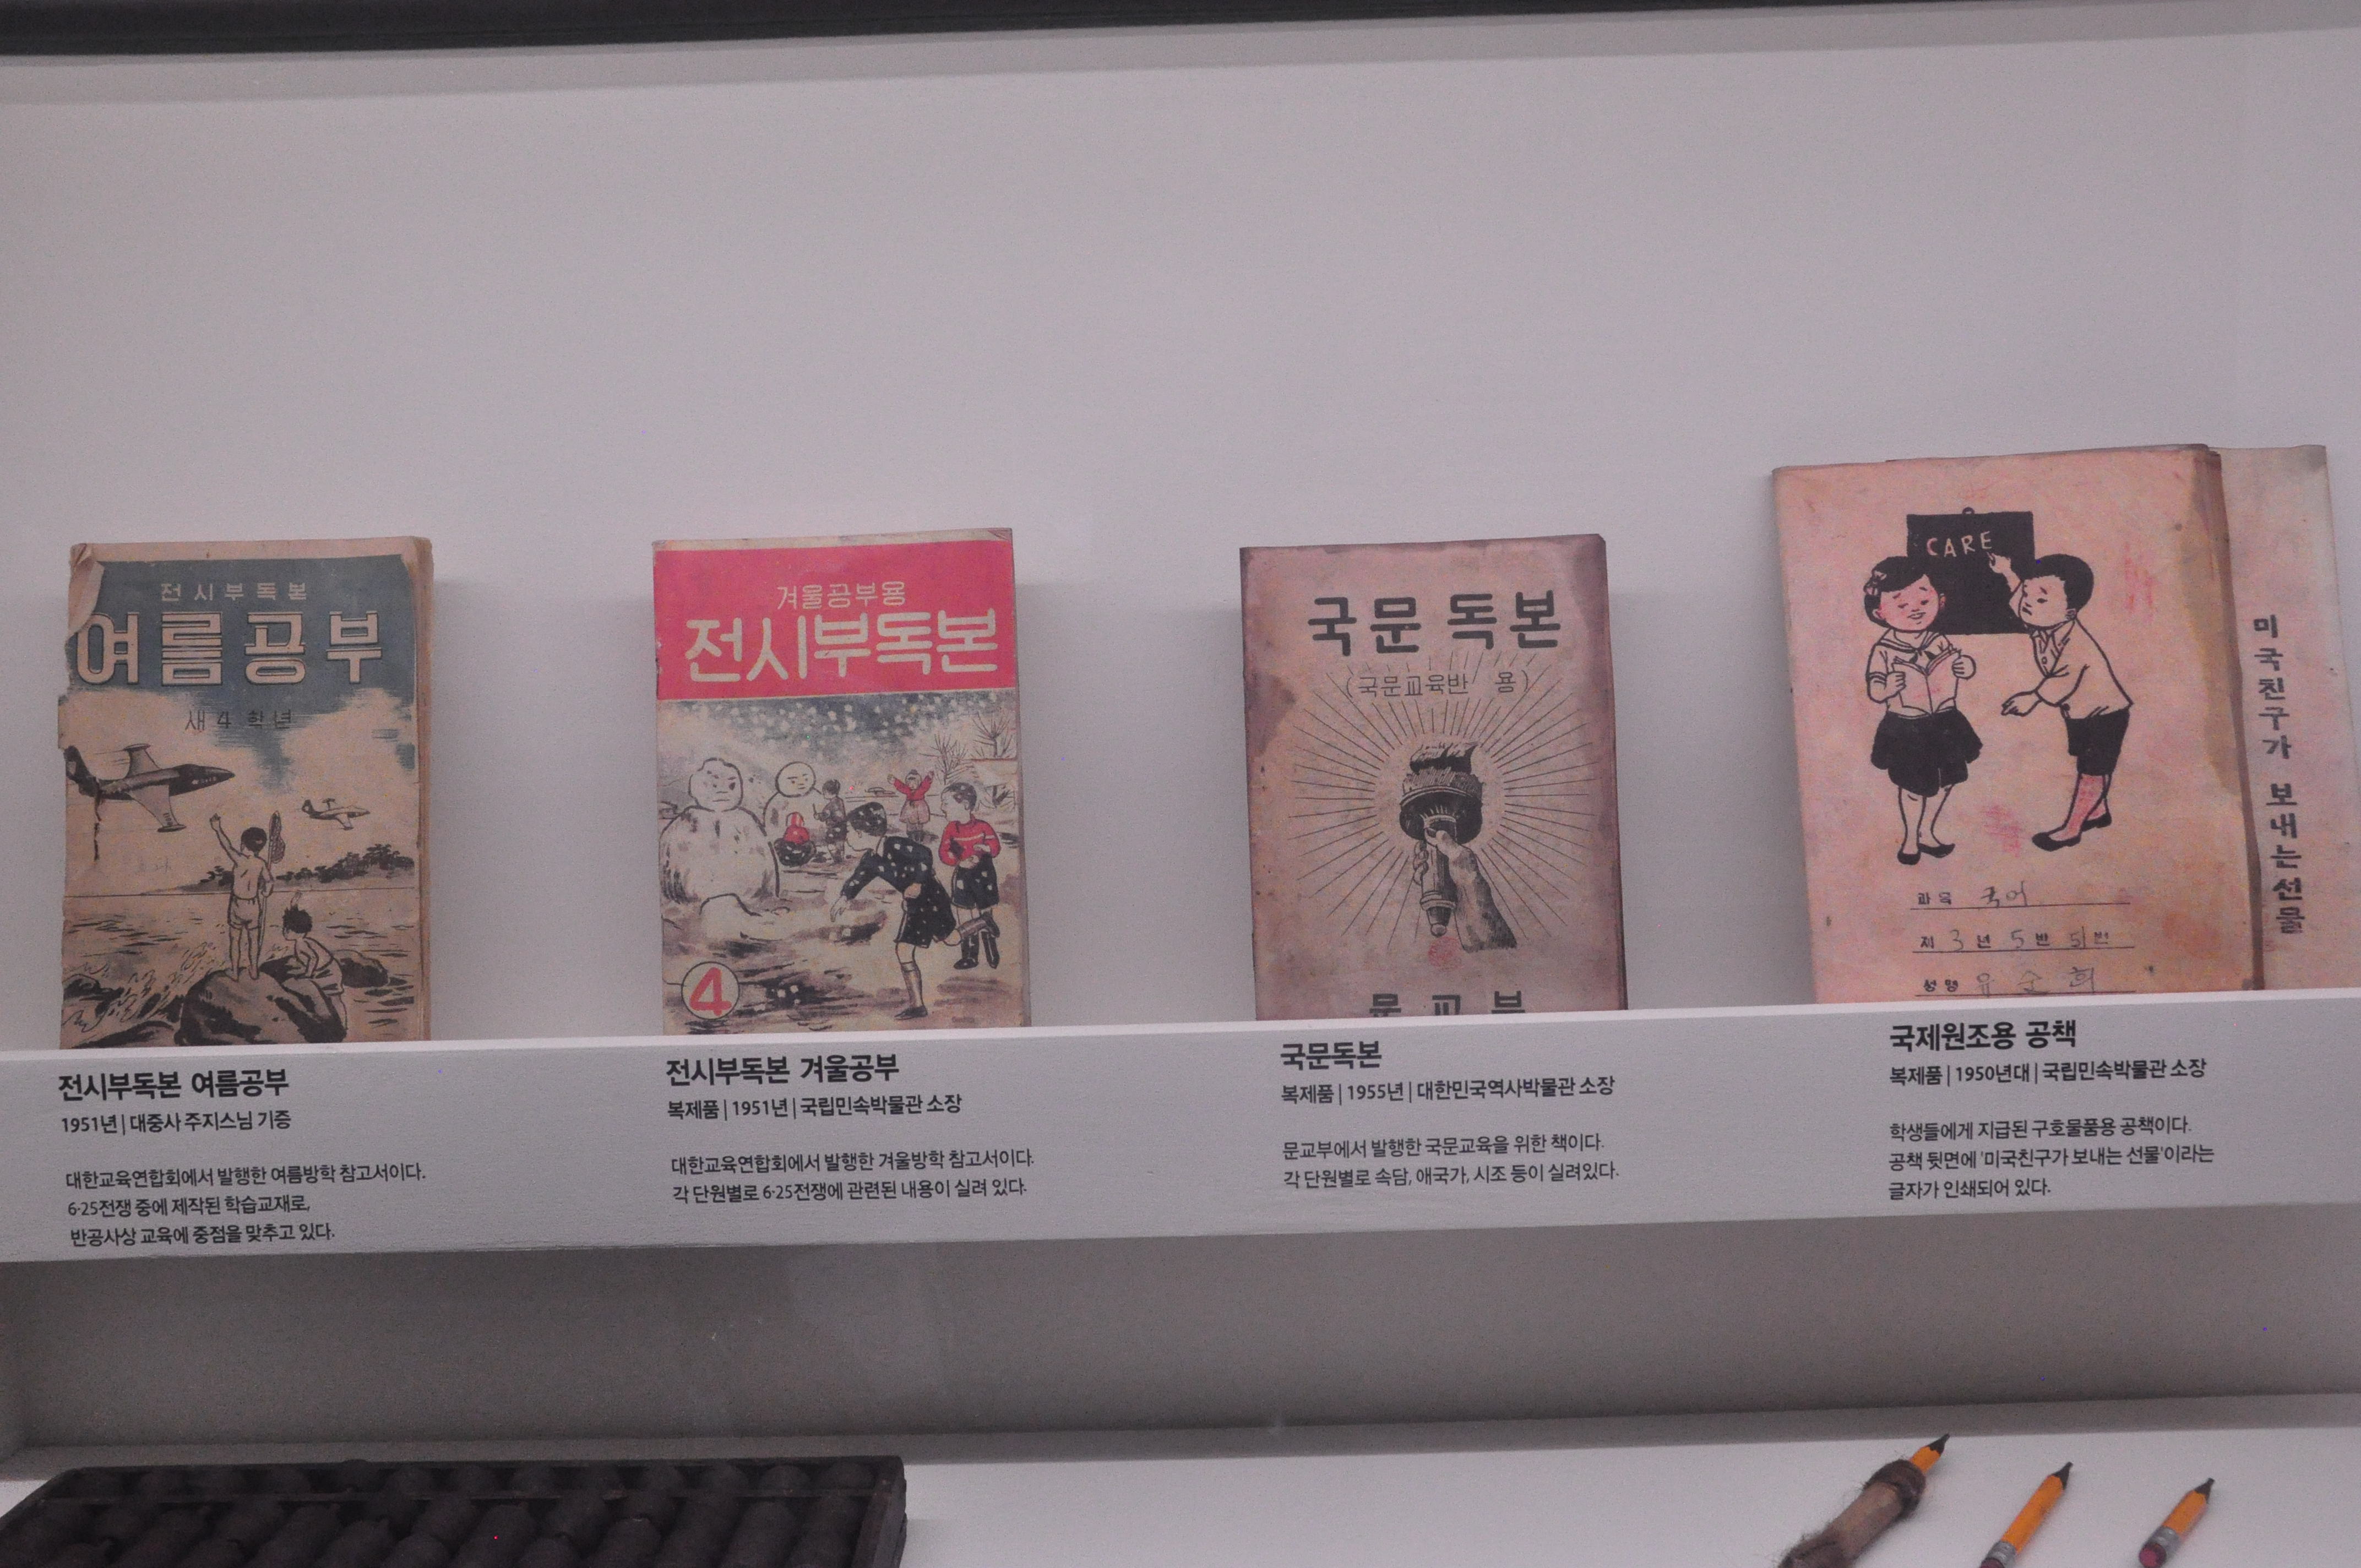 전시부독본
여름공부
새 4 학년
겨울공부용
전시부독본
4
국문 독본
(국문교육반 용)
문교부
CARE
과목 국어
제 3 년 5 반 51 번
성명 유순희
미국친구가 보내는선물
전시부독본 여름공부
1951년 | 대중사 주지스님 기증
대한교육연합회에서 발행한 여름방학 참고서이다.
6·25전쟁 중에 제작된 학습교재로,
반공사상 교육에 중점을 맞추고 있다.
전시부독본 겨울공부
복제품 | 1951년 | 국립민속박물관 소장
대한교육연합회에서 발행한 겨울방학 참고서이다.
각 단원별로 6·25전쟁에 관련된 내용이 실려 있다.
국문독본
복제품 | 1955년 | 대한민국역사박물관 소장
문교부에서 발행한 국문교육을 위한 책이다.
각 단원별로 속담, 애국가, 시조 등이 실려있다.
국제원조용 공책
복제품 | 1950년대 | 국립민속박물관 소장
학생들에게 지급된 구호물품용 공책이다.
공책 뒷면에 '미국친구가 보내는 선물'이라는
글자가 인쇄되어 있다.